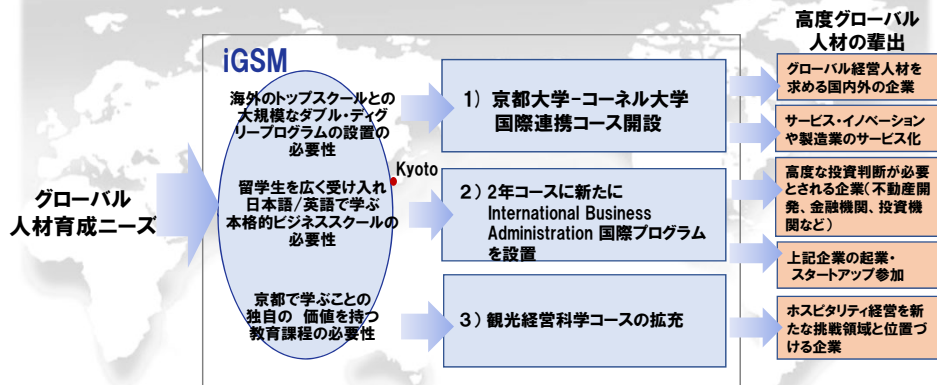 高度グローバル
人材の輩出
iGSM
海外のトップスクールとの
大規模なダブル・ディグ
リープログラムの設置の
必要性
留学生を広く受け入れ
日本語/英語で学ぶ
本格的ビジネススクールの
必要性
京都で学ぶことの
独自の 価値を持つ
教育課程の必要性
Kyoto
グローバル
人材育成ニーズ
1) 京都大学-コーネル大学
国際連携コース開設
2)2年コースに新たに
International Business
Administration 国際プログラム
を設置
3)観光経営科学コースの拡充
グローバル経営人材を
求める国内外の企業
サービス・イノベーション
や製造業のサービス化
高度な投資判断が必要
とされる企業(不動産開
発、金融機関、投資機
関など)
上記企業の起業・
スタートアップ参加
ホスピタリティ経営を新
たな挑戦領域と位置づ
ける企業